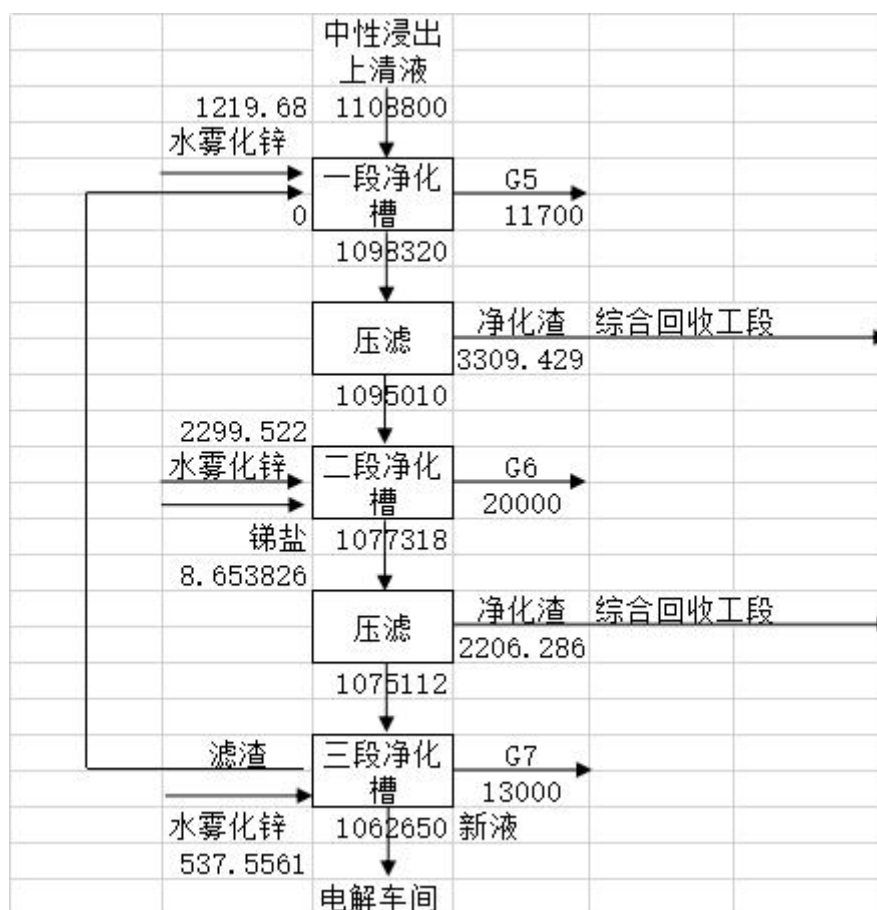 中性浸出
上清液
1219.68 1108800
水雾化锌
一段净化 G5
0 槽 11700
1098320
压滤 净化渣 综合回收工段
3309.429
1095010
2299.522
水雾化锌 二段净化 G6
槽 20000
锑盐 1077318
8.653826
压滤 净化渣 综合回收工段
2206.286
1075112
滤渣 三段净化 G7
槽 13000
水雾化锌 1062650 新液
537.5561
电解车间